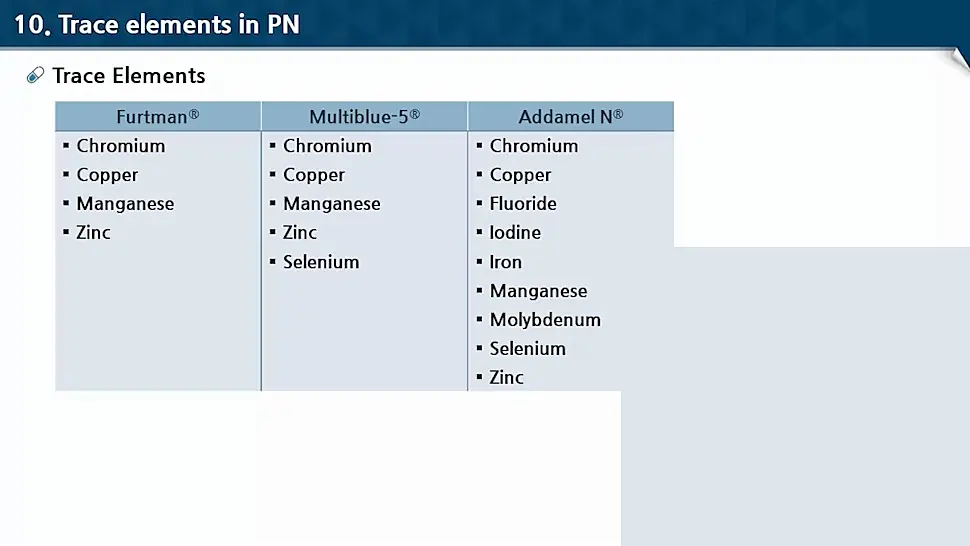 10. Trace elements in PN
Trace Elements
Furtman®
▪ Chromium
▪ Copper
▪ Manganese
▪ Zinc
Multiblue-5®
▪ Chromium
▪ Copper
▪ Manganese
▪ Zinc
▪ Selenium
Addamel N®
▪ Chromium
▪ Copper
▪ Fluoride
▪ Iodine
▪ Iron
▪ Manganese
▪ Molybdenum
▪ Selenium
▪ Zinc